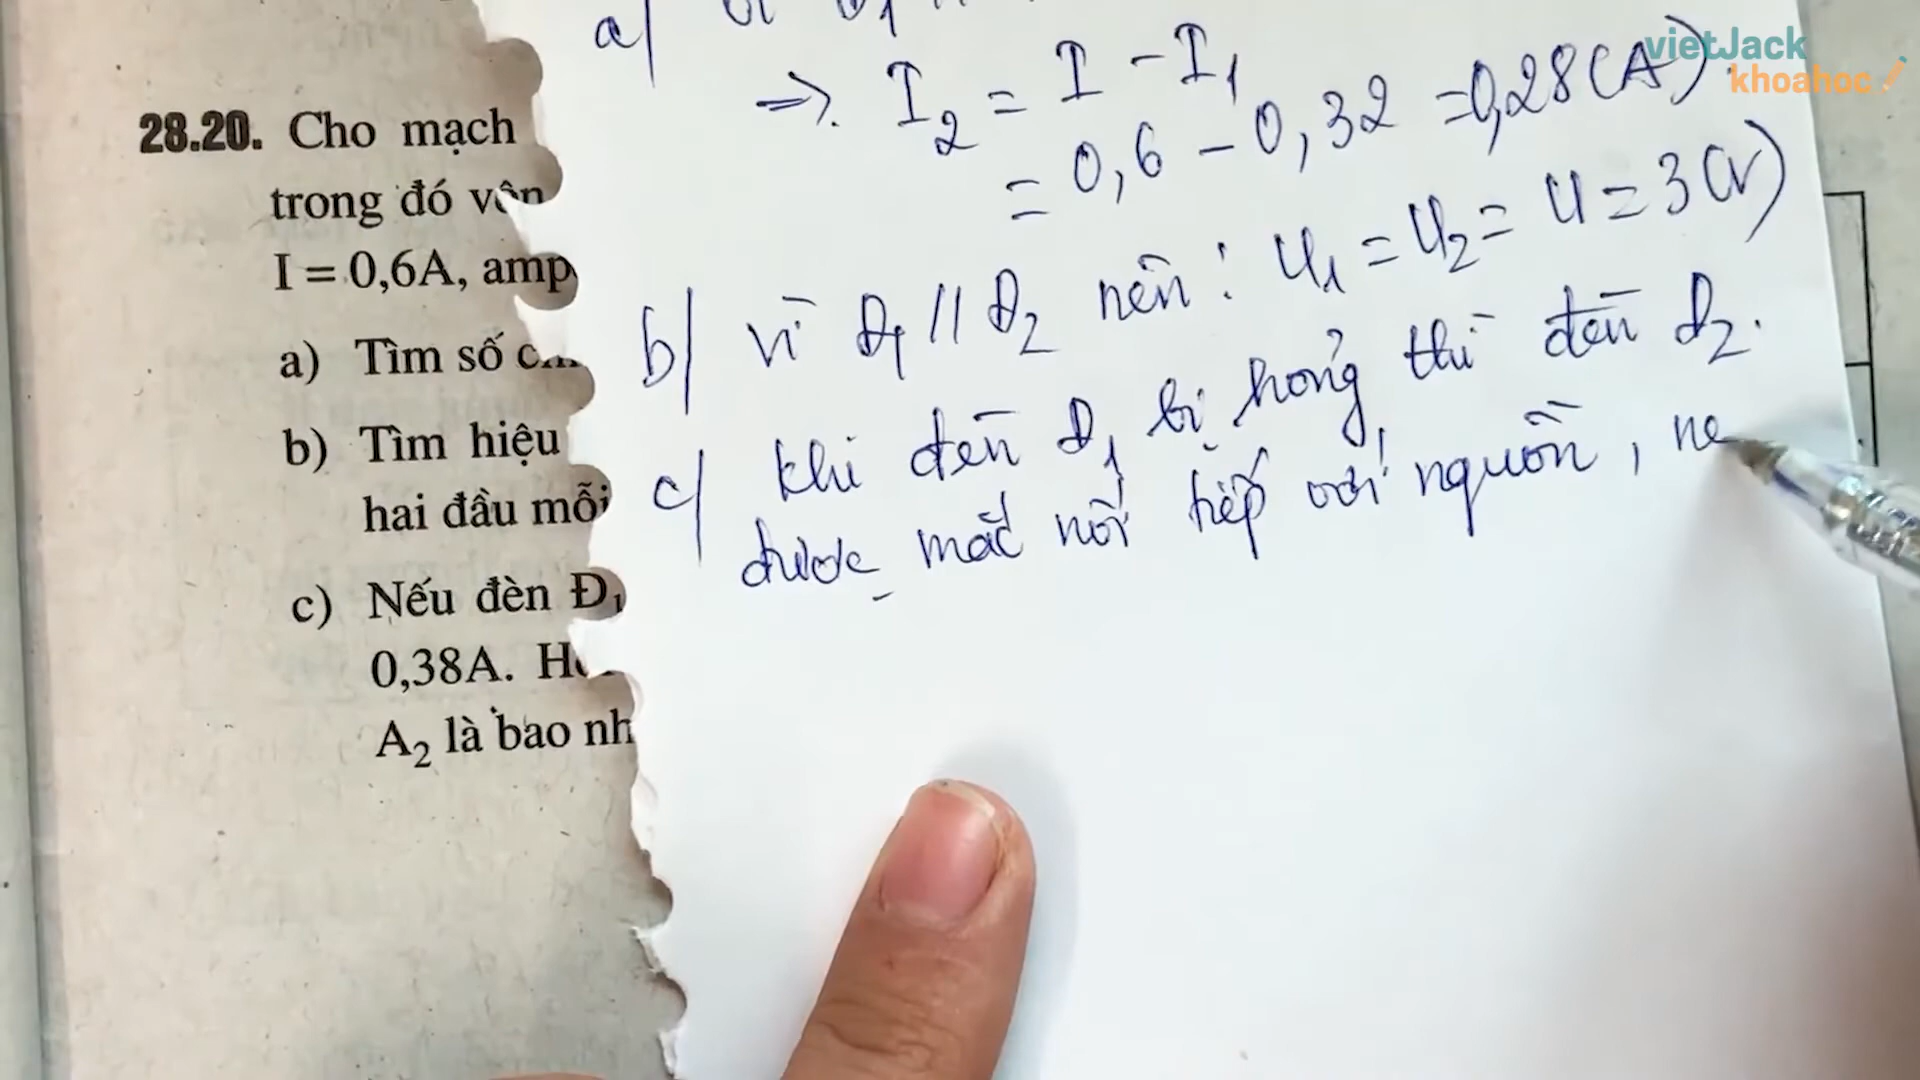 vietJack
khoahoc
a/
=> I2 = I - I1
= 0,6 - 0,32 = 0,28 (A).
b/ vì Đ1 // Đ2 nên: U1 = U2 = U = 3 (V)
c/ khi đèn Đ1 bị hỏng thì đèn Đ2.
được mắc nối tiếp với nguồn, ne
28.20. Cho mạch
trong đó vôn
I = 0,6A, amp
a) Tìm số
b) Tìm hiệu
hai đầu mỗi
c) Nếu đèn Đ1
0,38A.
A2 là bao nh